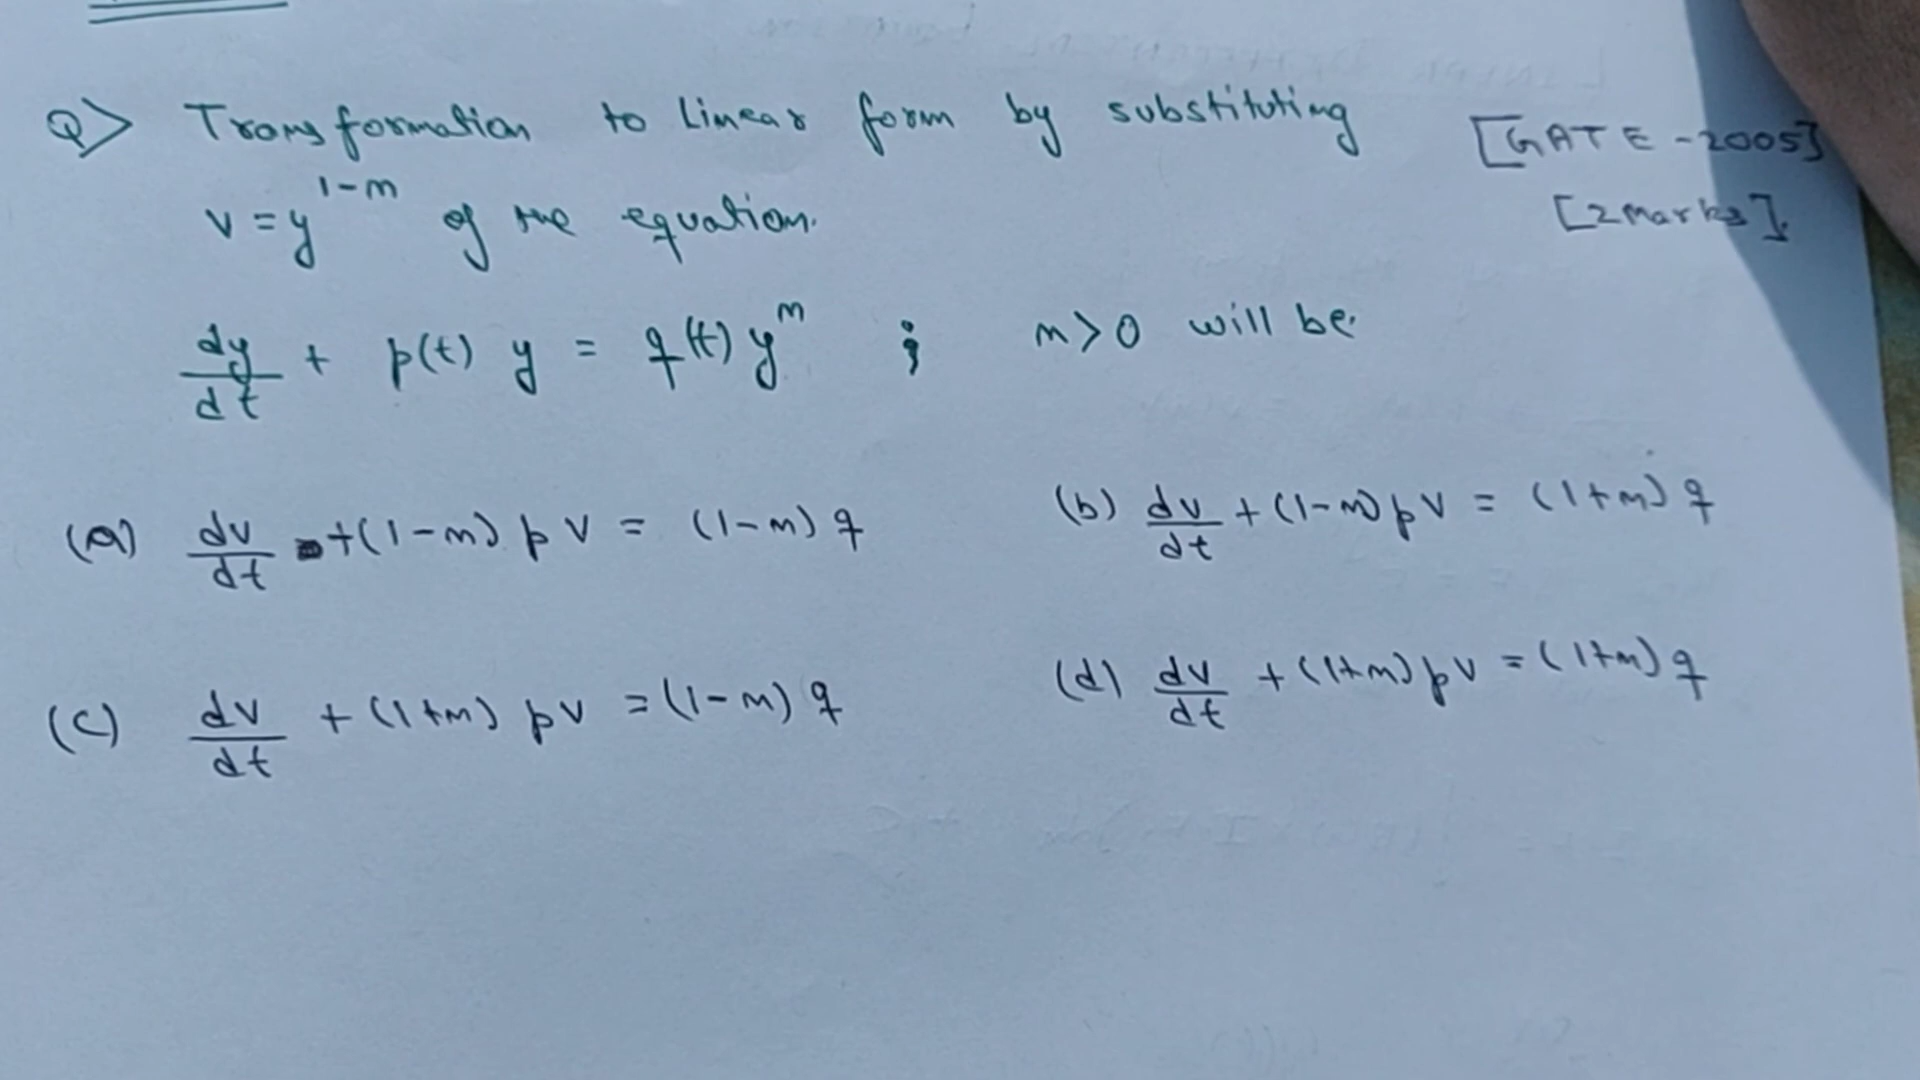 Q> Transformation to Linear form by substituting [GATE-2005]
v = y^{1-m} of the equation. [2 Marks].
dy/dt + p(t) y = q(t) y^m ; m>0 will be.
(a) dv/dt +(1-m) p v = (1-m) q (b) dv/dt +(1-m) p v = (1+m) q
(c) dv/dt + (1+m) p v = (1-m) q (d) dv/dt + (1+m) p v = (1+m) q